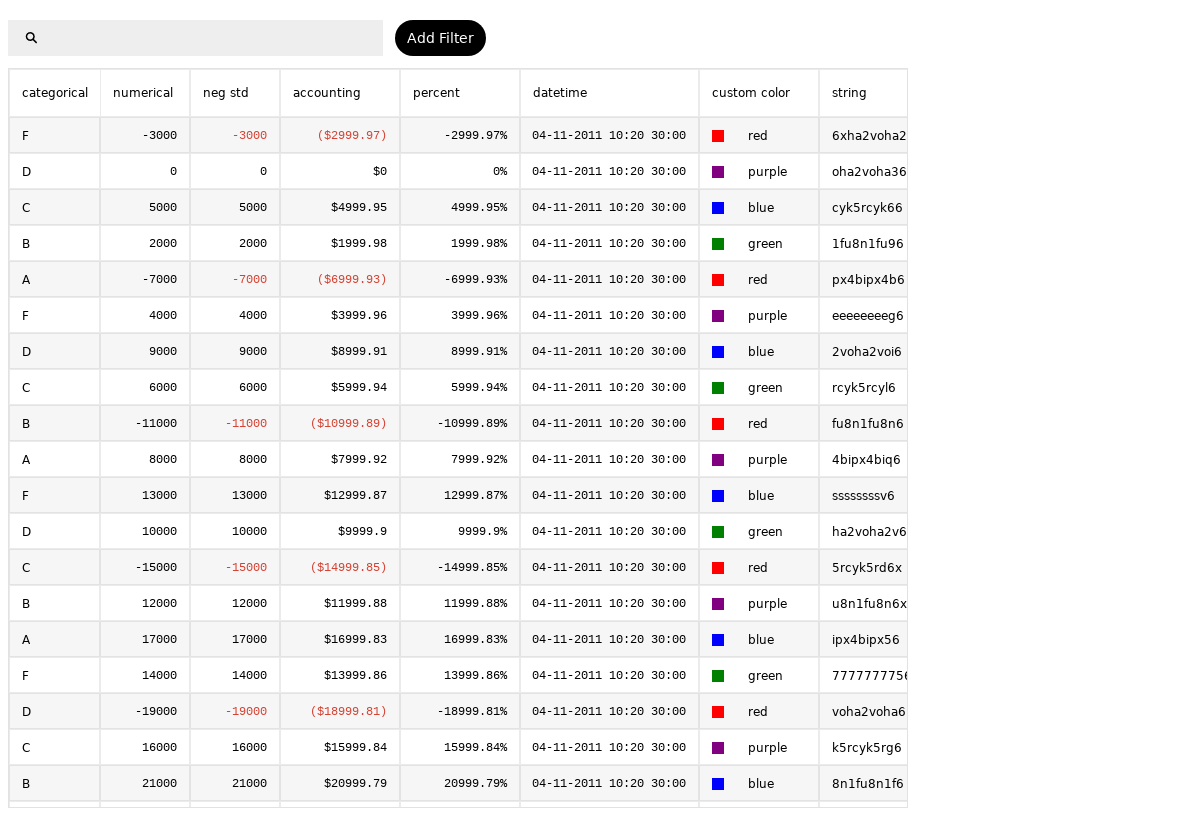 Add Filter
categorical numerical neg std accounting percent datetime custom color string
F -3000 -3000 ($2999.97) -2999.97% 04-11-2011 10:20 30:00 red 6xha2voha2
D 0 0 $0 0% 04-11-2011 10:20 30:00 purple oha2voha36
C 5000 5000 $4999.95 4999.95% 04-11-2011 10:20 30:00 blue cyk5rcyk66
B 2000 2000 $1999.98 1999.98% 04-11-2011 10:20 30:00 green 1fu8n1fu96
A -7000 -7000 ($6999.93) -6999.93% 04-11-2011 10:20 30:00 red px4bipx4b6
F 4000 4000 $3999.96 3999.96% 04-11-2011 10:20 30:00 purple eeeeeeeeg6
D 9000 9000 $8999.91 8999.91% 04-11-2011 10:20 30:00 blue 2voha2voi6
C 6000 6000 $5999.94 5999.94% 04-11-2011 10:20 30:00 green rcyk5rcyl6
B -11000 -11000 ($10999.89) -10999.89% 04-11-2011 10:20 30:00 red fu8n1fu8n6
A 8000 8000 $7999.92 7999.92% 04-11-2011 10:20 30:00 purple 4bipx4biq6
F 13000 13000 $12999.87 12999.87% 04-11-2011 10:20 30:00 blue ssssssssv6
D 10000 10000 $9999.9 9999.9% 04-11-2011 10:20 30:00 green ha2voha2v6
C -15000 -15000 ($14999.85) -14999.85% 04-11-2011 10:20 30:00 red 5rcyk5rd6x
B 12000 12000 $11999.88 11999.88% 04-11-2011 10:20 30:00 purple u8n1fu8n6x
A 17000 17000 $16999.83 16999.83% 04-11-2011 10:20 30:00 blue ipx4bipx56
F 14000 14000 $13999.86 13999.86% 04-11-2011 10:20 30:00 green 7777777756
D -19000 -19000 ($18999.81) -18999.81% 04-11-2011 10:20 30:00 red voha2voha6
C 16000 16000 $15999.84 15999.84% 04-11-2011 10:20 30:00 purple k5rcyk5rg6
B 21000 21000 $20999.79 20999.79% 04-11-2011 10:20 30:00 blue 8n1fu8n1f6